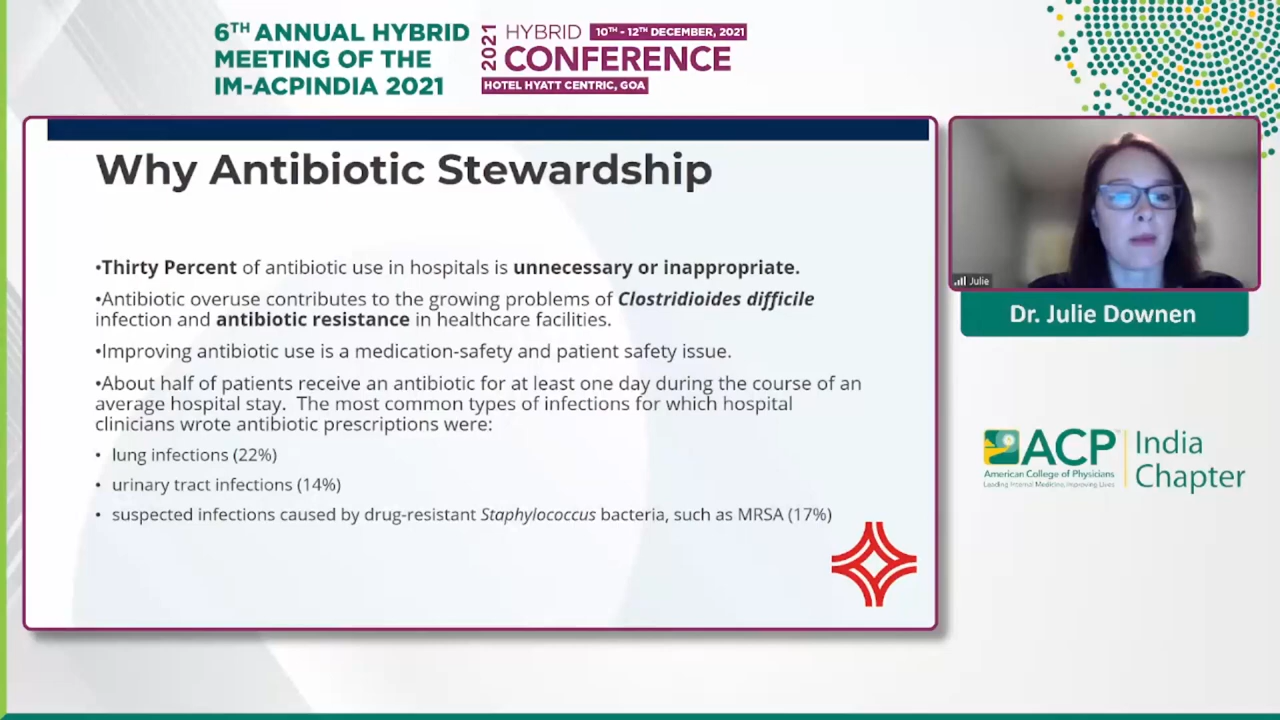 6TH ANNUAL HYBRID
MEETING OF THE
IM-ACPINDIA 2021
2021
HYBRID
10TH - 12TH DECEMBER, 2021
CONFERENCE
HOTEL HYATT CENTRIC, GOA
Why Antibiotic Stewardship
•Thirty Percent of antibiotic use in hospitals is unnecessary or inappropriate.
•Antibiotic overuse contributes to the growing problems of Clostridioides difficile
infection and antibiotic resistance in healthcare facilities.
•Improving antibiotic use is a medication-safety and patient safety issue.
•About half of patients receive an antibiotic for at least one day during the course of an
average hospital stay. The most common types of infections for which hospital
clinicians wrote antibiotic prescriptions were:
• lung infections (22%)
• urinary tract infections (14%)
• suspected infections caused by drug-resistant Staphylococcus bacteria, such as MRSA (17%)
Julie
Dr. Julie Downen
ACP
American College of Physicians
Leading Internal Medicine, Improving Lives
India
Chapter